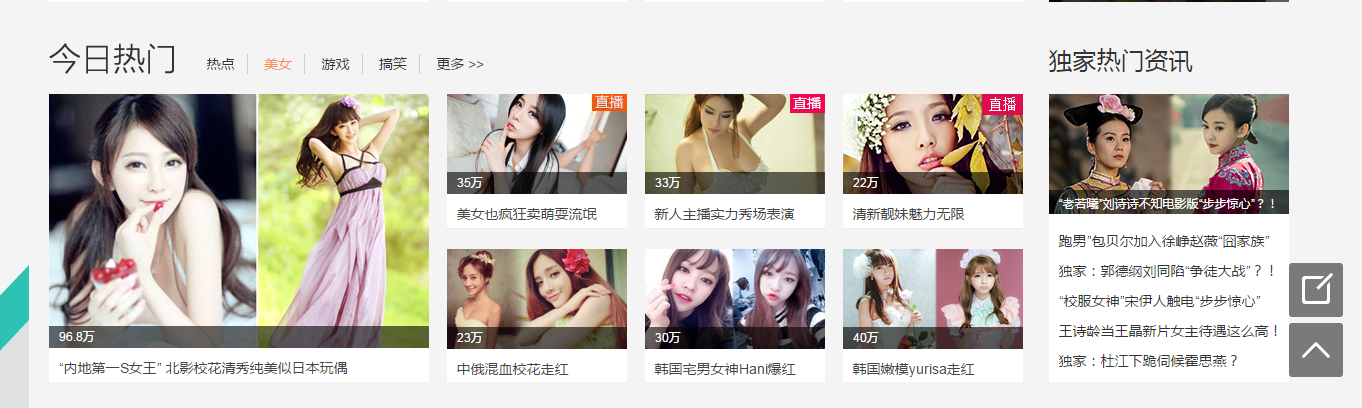 今日热门
热点
美女
游戏
搞笑
更多 >>
独家热门资讯
直播
直播
直播
35万
33万
22万
美女也疯狂卖萌耍流氓
新人主播实力秀场表演
清新靓妹魅力无限
96.8万
“内地第一S女王” 北影校花清秀纯美似日本玩偶
23万
30万
40万
中俄混血校花走红
韩国宅男女神Hani爆红
韩国嫩模yurisa走红
“老若曦”刘诗诗不知电影版“步步惊心”？！
跑男”包贝尔加入徐峥赵薇“囧家族”
独家：郭德纲刘同陷“争徒大战”？！
“校服女神”宋伊人触电“步步惊心”
王诗龄当王晶新片女主待遇这么高！
独家：杜江下跪伺候霍思燕？